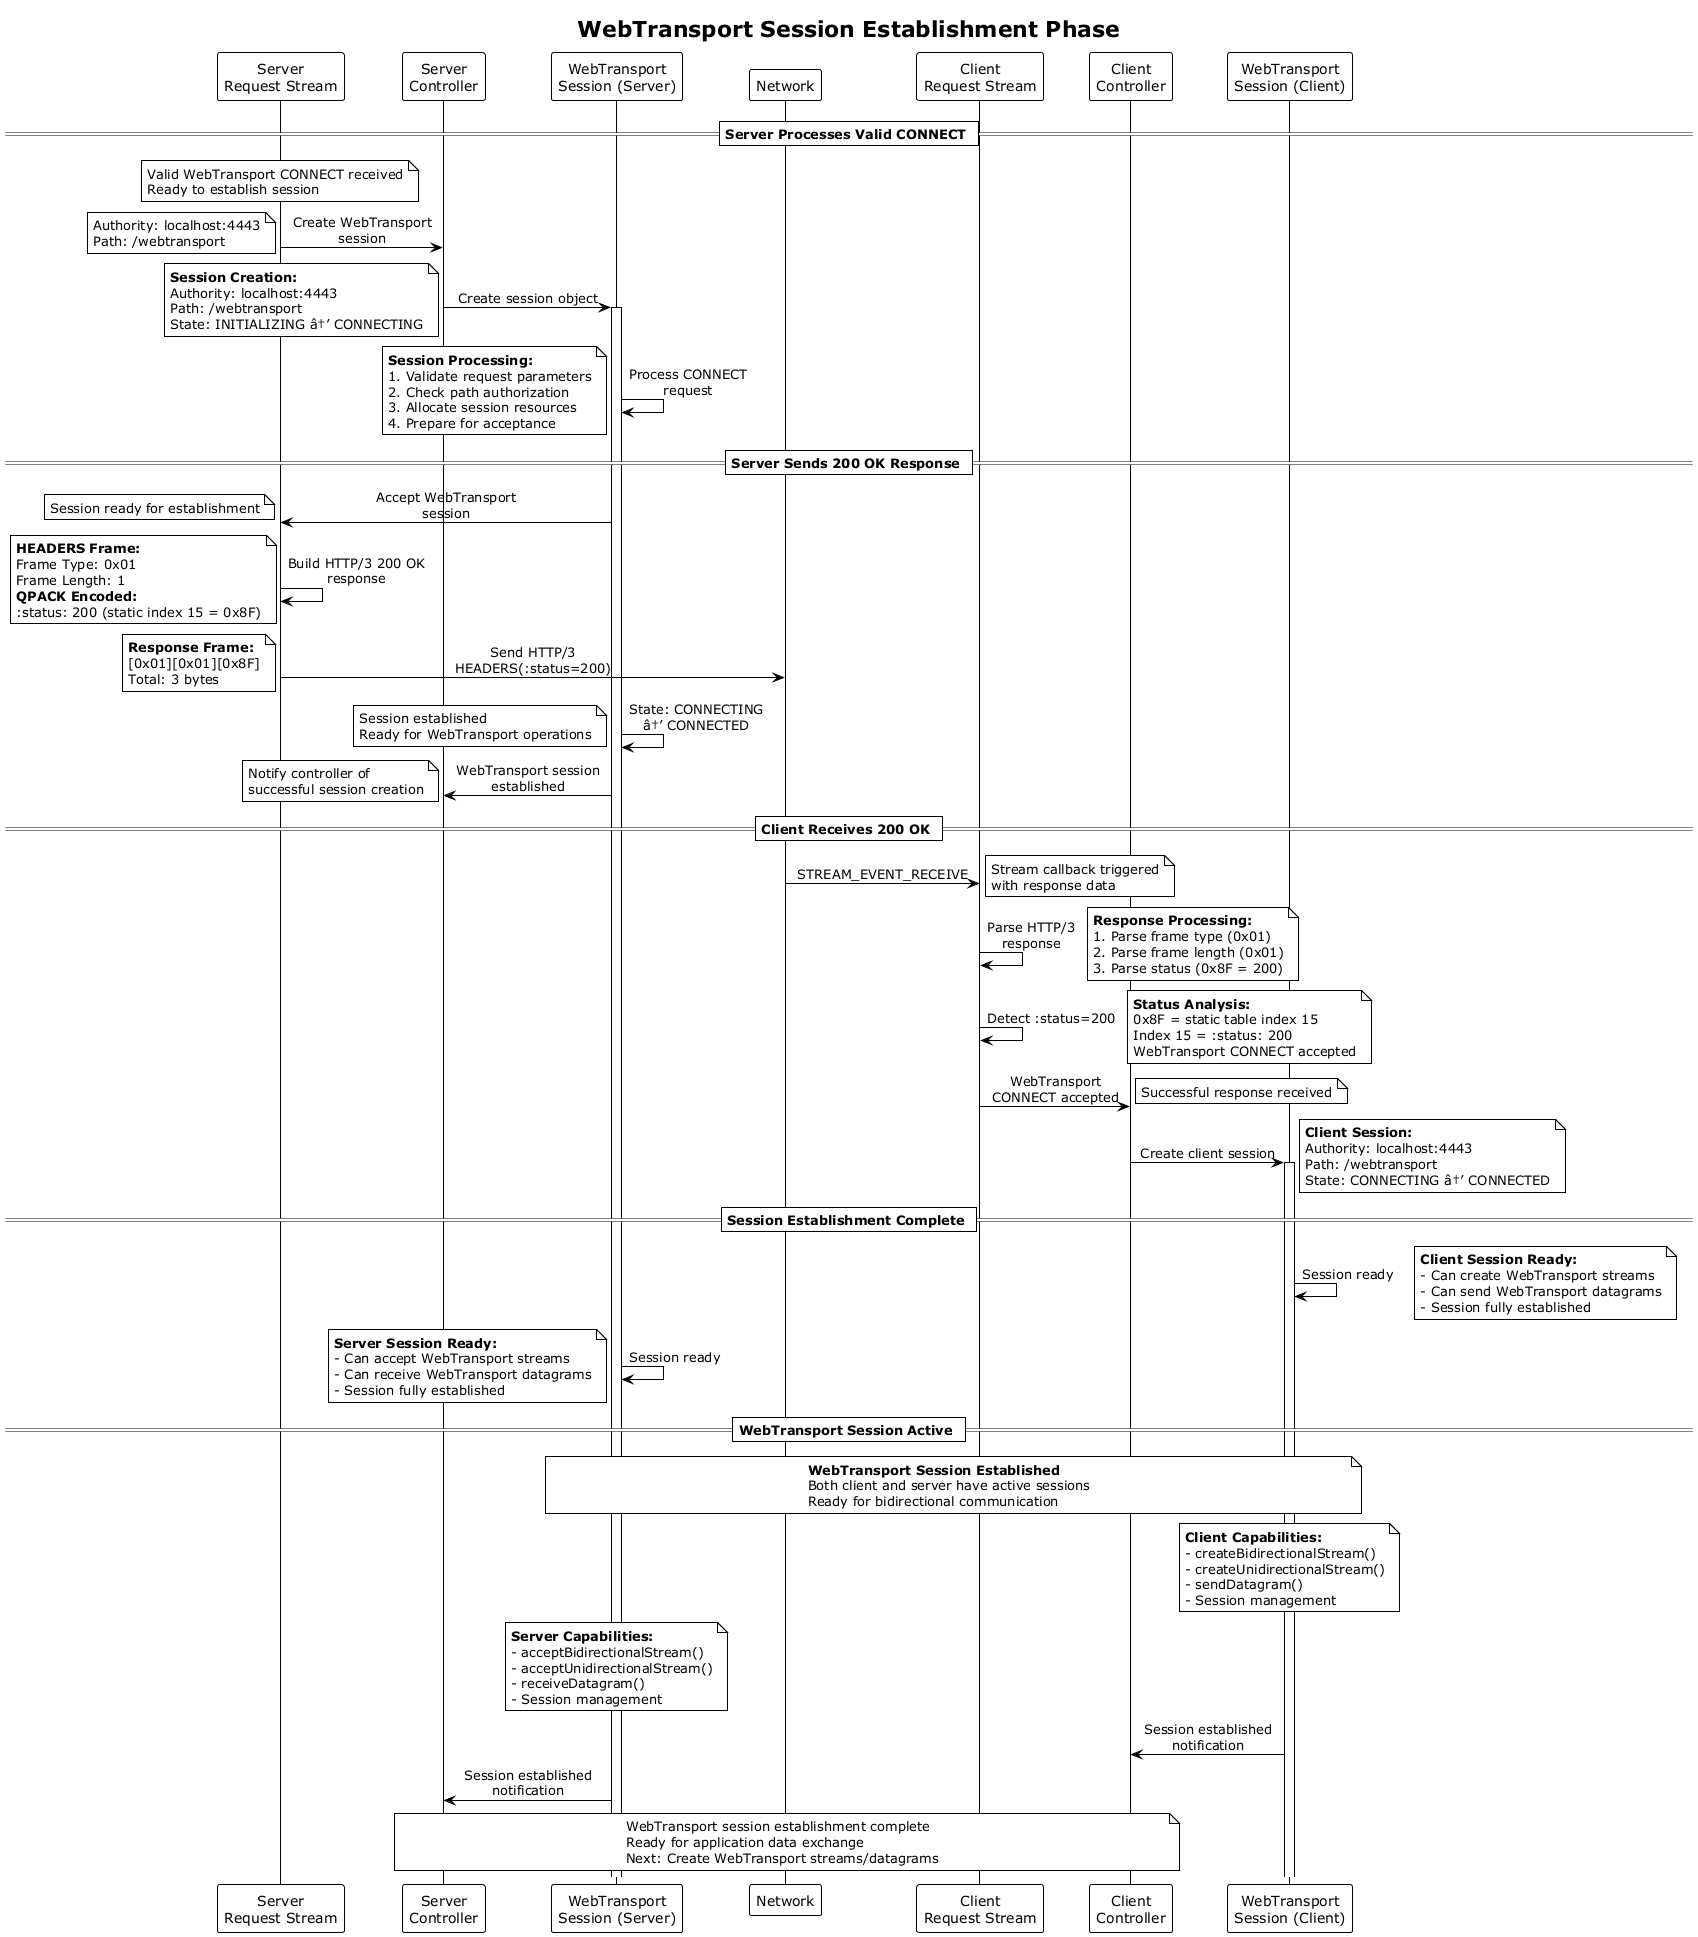 WebTransport Session Establishment Phase
Server
Request Stream
Server
Controller
WebTransport
Session (Server)
Network
Client
Request Stream
Client
Controller
WebTransport
Session (Client)
Server Processes Valid CONNECT
Valid WebTransport CONNECT received
Ready to establish session
Authority: localhost:4443
Path: /webtransport
Create WebTransport
session
Session Creation:
Authority: localhost:4443
Path: /webtransport
State: INITIALIZING â†’ CONNECTING
Create session object
Session Processing:
1. Validate request parameters
2. Check path authorization
3. Allocate session resources
4. Prepare for acceptance
Process CONNECT
request
Server Sends 200 OK Response
Session ready for establishment
Accept WebTransport
session
HEADERS Frame:
Frame Type: 0x01
Frame Length: 1
QPACK Encoded:
:status: 200 (static index 15 = 0x8F)
Build HTTP/3 200 OK
response
Response Frame:
[0x01][0x01][0x8F]
Total: 3 bytes
Send HTTP/3
HEADERS(:status=200)
Session established
Ready for WebTransport operations
State: CONNECTING
â†’ CONNECTED
Notify controller of
successful session creation
WebTransport session
established
Client Receives 200 OK
STREAM_EVENT_RECEIVE
Stream callback triggered
with response data
Parse HTTP/3
response
Response Processing:
1. Parse frame type (0x01)
2. Parse frame length (0x01)
3. Parse status (0x8F = 200)
Detect :status=200
Status Analysis:
0x8F = static table index 15
Index 15 = :status: 200
WebTransport CONNECT accepted
WebTransport
CONNECT accepted
Successful response received
Create client session
Client Session:
Authority: localhost:4443
Path: /webtransport
State: CONNECTING â†’ CONNECTED
Session Establishment Complete
Session ready
Client Session Ready:
- Can create WebTransport streams
- Can send WebTransport datagrams
- Session fully established
Server Session Ready:
- Can accept WebTransport streams
- Can receive WebTransport datagrams
- Session fully established
Session ready
WebTransport Session Active
WebTransport Session Established
Both client and server have active sessions
Ready for bidirectional communication
Client Capabilities:
- createBidirectionalStream()
- createUnidirectionalStream()
- sendDatagram()
- Session management
Server Capabilities:
- acceptBidirectionalStream()
- acceptUnidirectionalStream()
- receiveDatagram()
- Session management
Session established
notification
Session established
notification
WebTransport session establishment complete
Ready for application data exchange
Next: Create WebTransport streams/datagrams
Server
Request Stream
Server
Controller
WebTransport
Session (Server)
Network
Client
Request Stream
Client
Controller
WebTransport
Session (Client)